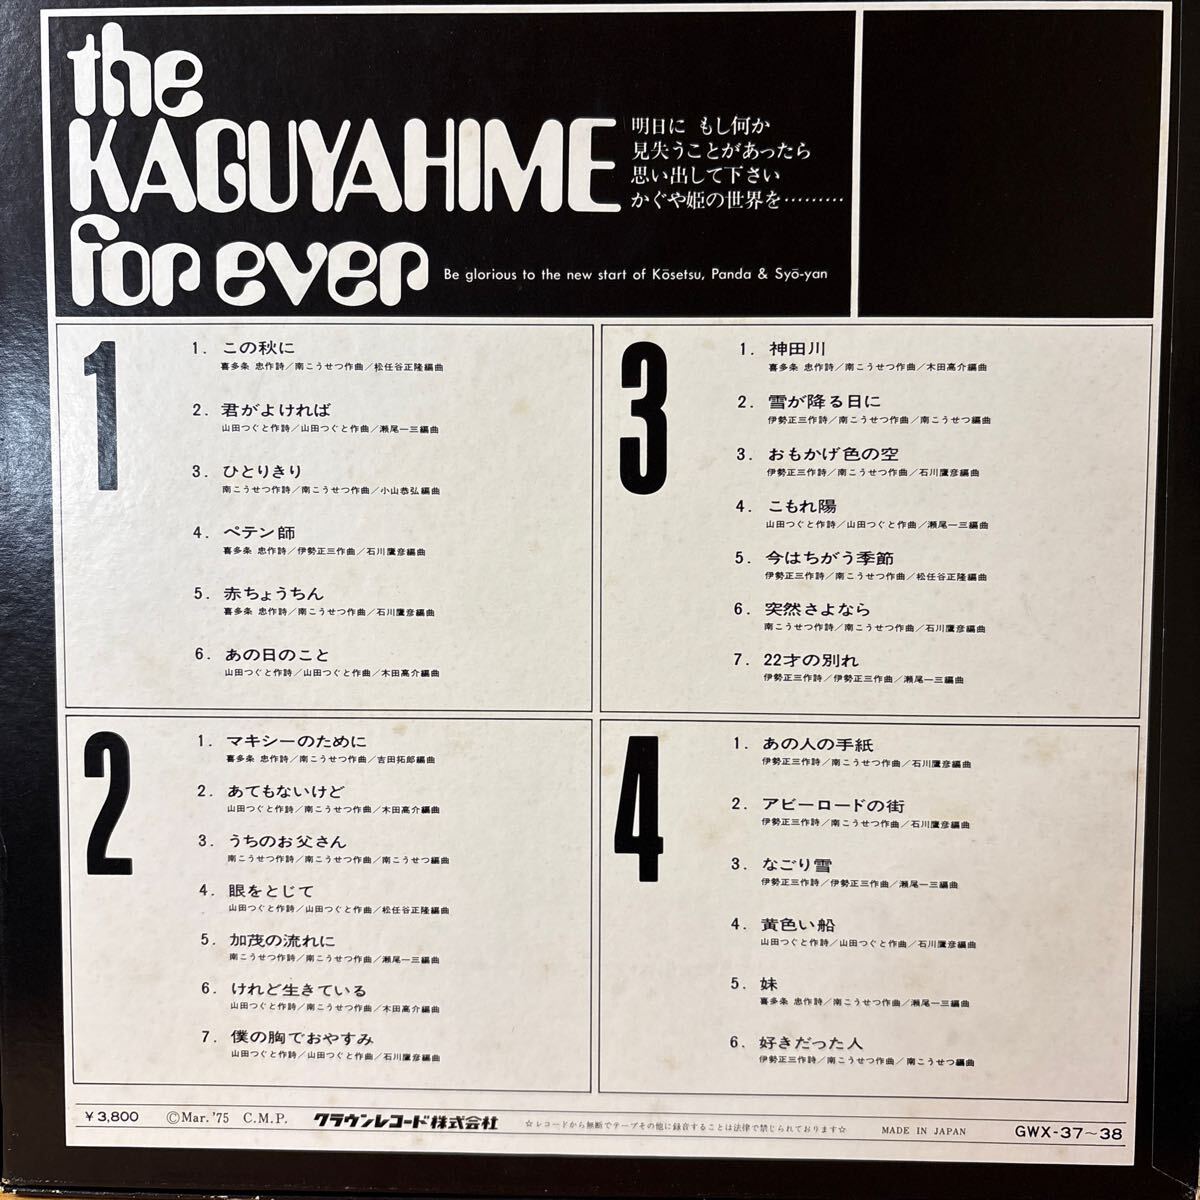 the
KAGUYAHIME
for ever
明日に もし何か
見失うことがあったら
思い出して下さい
かぐや姫の世界を………
Be glorious to the new start of Kōsetsu, Panda & Syō-yan
1
1. この秋に
喜多条 忠作詩／南こうせつ作曲／松任谷正隆編曲
2. 君がよければ
山田つぐと作詩／山田つぐと作曲／瀬尾一三編曲
3. ひとりきり
南こうせつ作詩／南こうせつ作曲／小山恭弘編曲
4. ペテン師
喜多条 忠作詩／伊勢正三作曲／石川鷹彦編曲
5. 赤ちょうちん
喜多条 忠作詩／南こうせつ作曲／石川鷹彦編曲
6. あの日のこと
山田つぐと作詩／山田つぐと作曲／木田高介編曲
2
1. マキシーのために
喜多条 忠作詩／南こうせつ作曲／吉田拓郎編曲
2. あてもないけど
山田つぐと作詩／南こうせつ作曲／木田高介編曲
3. うちのお父さん
南こうせつ作詩／南こうせつ作曲／南こうせつ編曲
4. 眼をとじて
山田つぐと作詩／山田つぐと作曲／松任谷正隆編曲
5. 加茂の流れに
南こうせつ作詩／南こうせつ作曲／瀬尾一三編曲
6. けれど生きている
山田つぐと作詩／南こうせつ作曲／木田高介編曲
7. 僕の胸でおやすみ
山田つぐと作詩／山田つぐと作曲／石川鷹彦編曲
3
1. 神田川
喜多条 忠作詩／南こうせつ作曲／木田高介編曲
2. 雪が降る日に
伊勢正三作詩／南こうせつ作曲／南こうせつ編曲
3. おもかげ色の空
伊勢正三作詩／南こうせつ作曲／石川鷹彦編曲
4. こもれ陽
山田つぐと作詩／山田つぐと作曲／瀬尾一三編曲
5. 今はちがう季節
伊勢正三作詩／南こうせつ作曲／松任谷正隆編曲
6. 突然さよなら
南こうせつ作詩／南こうせつ作曲／石川鷹彦編曲
7. 22才の別れ
伊勢正三作詩／伊勢正三作曲／瀬尾一三編曲
4
1. あの人の手紙
伊勢正三作詩／南こうせつ作曲／石川鷹彦編曲
2. アビーロードの街
伊勢正三作詩／南こうせつ作曲／石川鷹彦編曲
3. なごり雪
伊勢正三作詩／伊勢正三作曲／瀬尾一三編曲
4. 黄色い船
山田つぐと作詩／山田つぐと作曲／石川鷹彦編曲
5. 妹
喜多条 忠作詩／南こうせつ作曲／瀬尾一三編曲
6. 好きだった人
伊勢正三作詩／南こうせつ作曲／南こうせつ編曲
¥3,800 ©Mar. '75 C.M.P. クラウンレコード株式会社 ☆レコードから無断でテープその他に録音することは法律で禁じられております☆ MADE IN JAPAN GWX-37～38